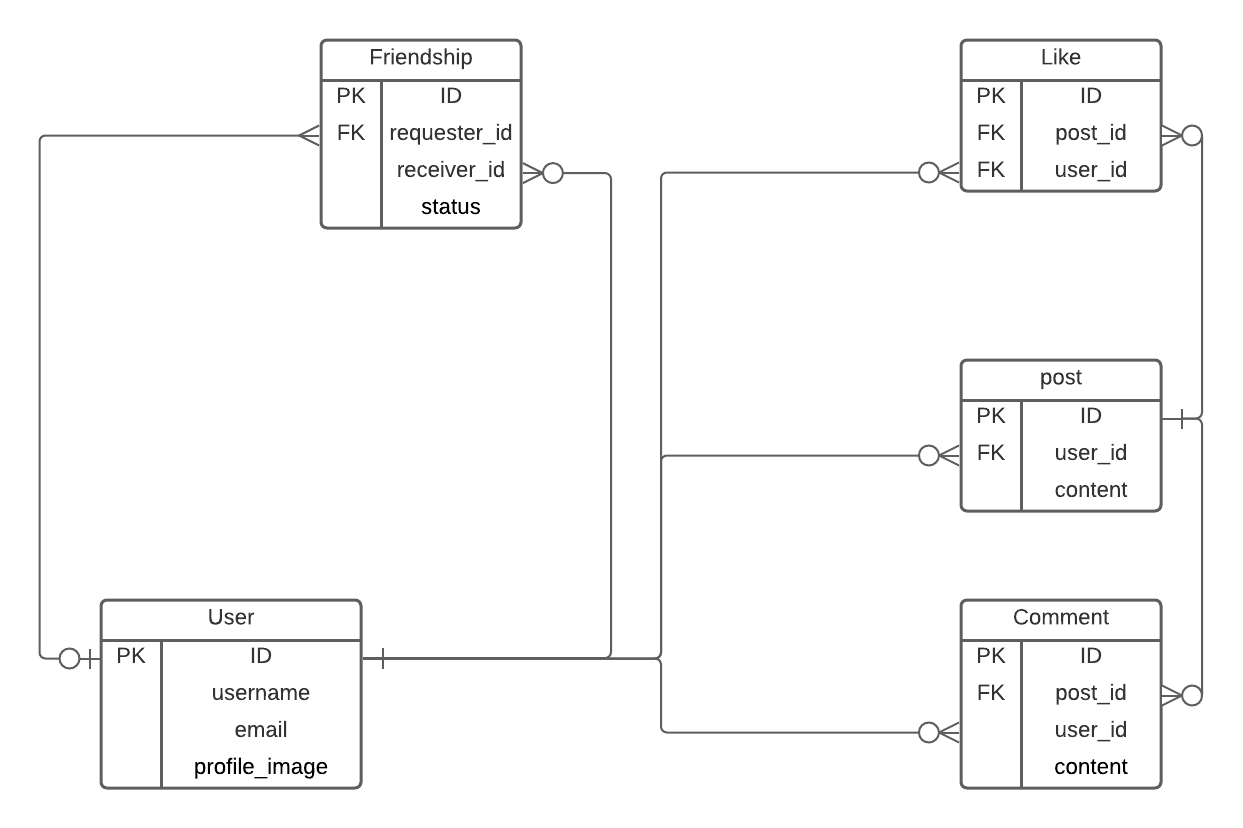 Friendship
PK ID
FK requester_id
receiver_id
status
Like
PK ID
FK post_id
FK user_id
post
PK ID
FK user_id
content
User
PK ID
username
email
profile_image
Comment
PK ID
FK post_id
user_id
content